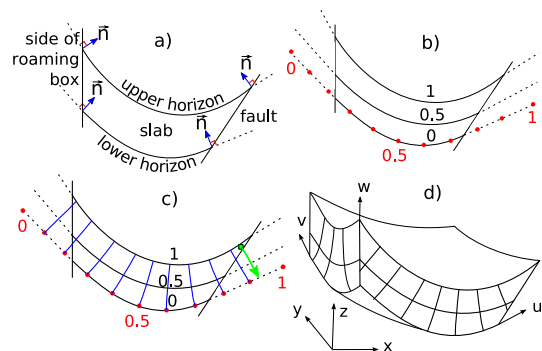 a)
side of
roaming
box
n
n
upper horizon
slab
n
n
lower horizon
fault
b)
0
1
0.5
0
1
0.5
c)
0
1
0.5
0
1
0.5
d)
w
v
u
y
z
x